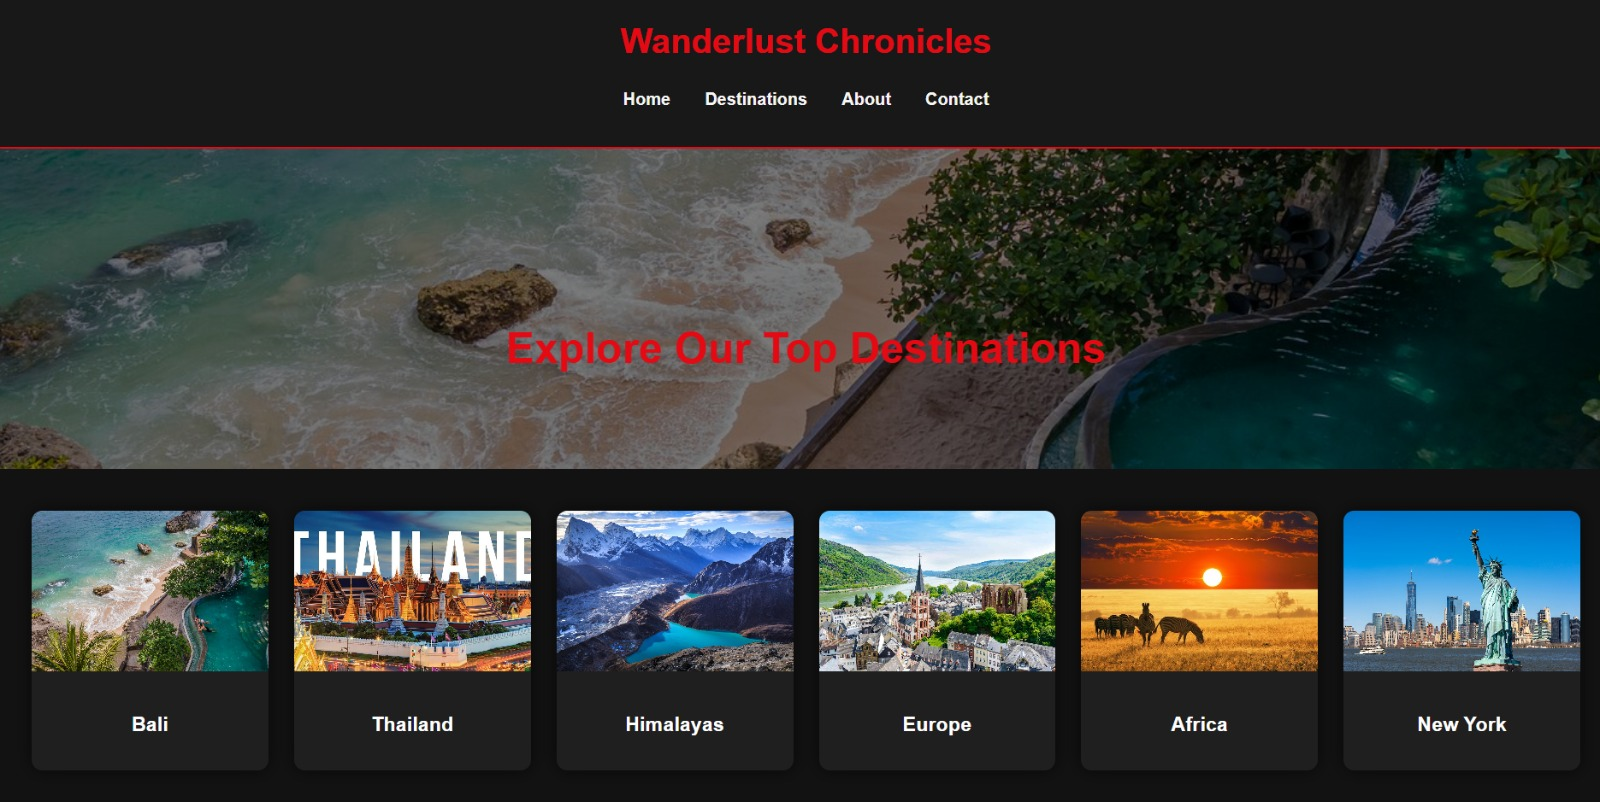 Wanderlust Chronicles
Home Destinations About Contact
Explore Our Top Destinations
THAILAND
Bali Thailand Himalayas Europe Africa New York